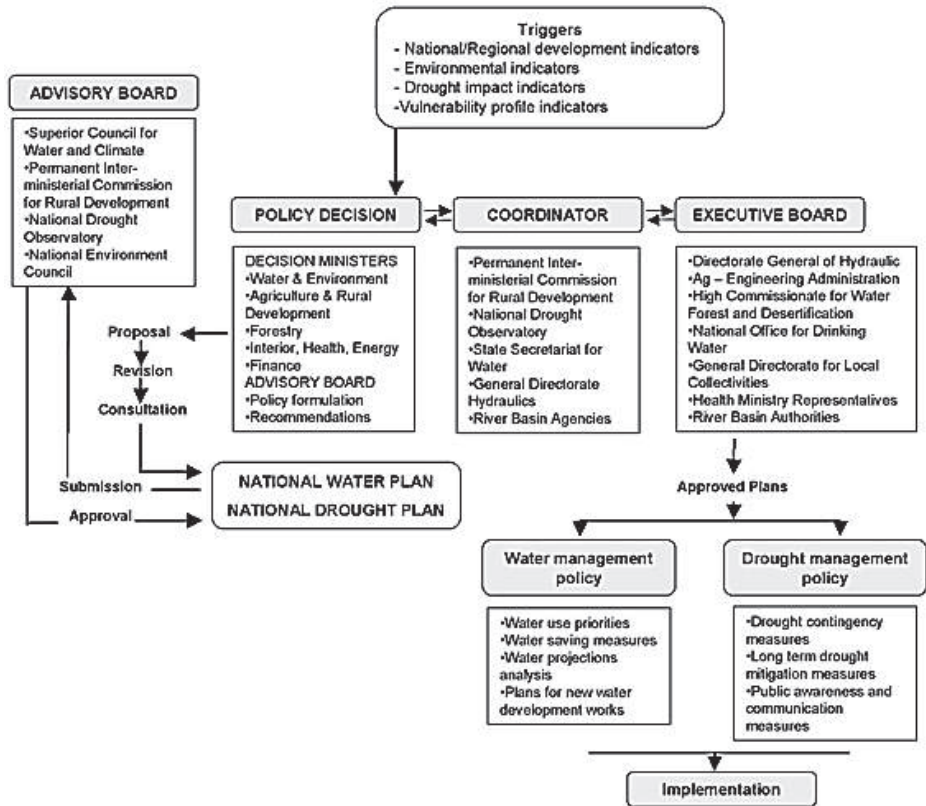 Triggers
- National/Regional development indicators
- Environmental indicators
- Drought impact indicators
-Vulnerability profile indicators
ADVISORY BOARD
•Superior Council for
Water and Climate
•Permanent Inter-
ministerial Commission
for Rural Development
•National Drought
Observatory
•National Environment
Council
POLICY DECISION
COORDINATOR
EXECUTIVE BOARD
DECISION MINISTERS
•Water & Environment
•Agriculture & Rural
Development
•Forestry
•Interior, Health, Energy
•Finance
ADVISORY BOARD
•Policy formulation
•Recommendations
•Permanent Inter-
ministerial Commission
for Rural Development
•National Drought
Observatory
•State Secretariat for
Water
•General Directorate
Hydraulics
•River Basin Agencies
•Directorate General of Hydraulic
•Ag – Engineering Administration
•High Commissionate for Water
Forest and Desertification
•National Office for Drinking
Water
•General Directorate for Local
Collectivities
•Health Ministry Representatives
•River Basin Authorities
Proposal
Revision
Consultation
Submission
Approval
NATIONAL WATER PLAN
NATIONAL DROUGHT PLAN
Approved Plans
Water management
policy
Drought management
policy
•Water use priorities
•Water saving measures
•Water projections
analysis
•Plans for new water
development works
•Drought contingency
measures
•Long term drought
mitigation measures
•Public awareness and
communication
measures
Implementation